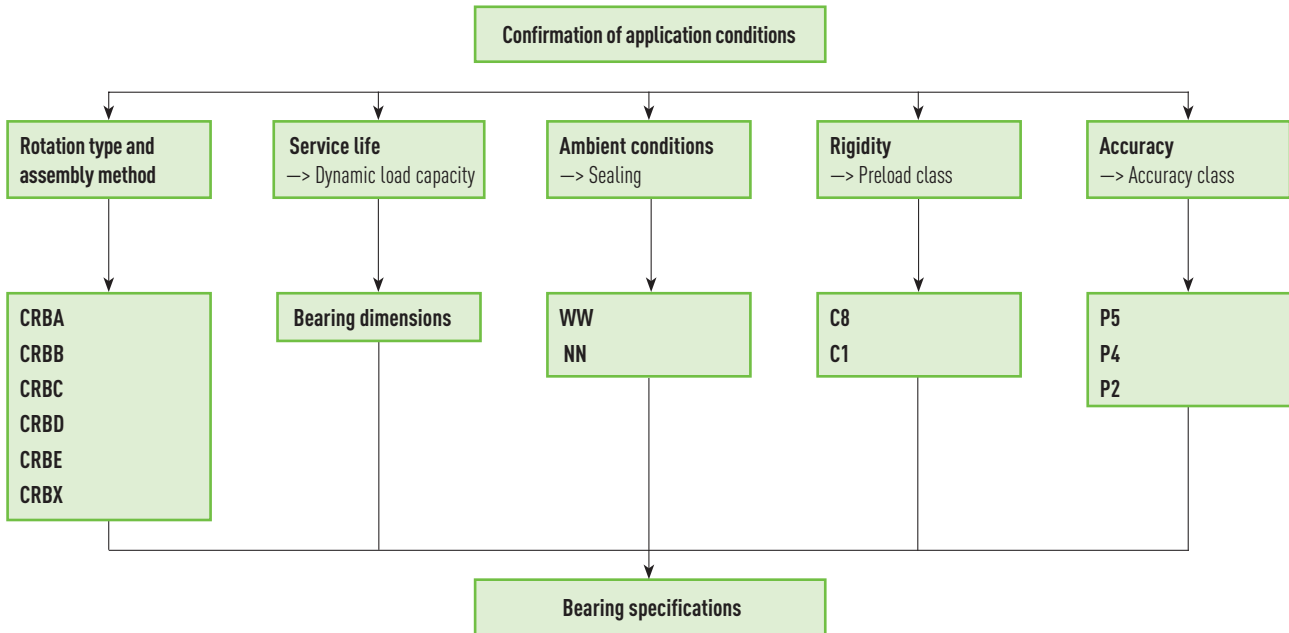 Confirmation of application conditions
Rotation type and
assembly method
Service life
—> Dynamic load capacity
Ambient conditions
—> Sealing
Rigidity
—> Preload class
Accuracy
—> Accuracy class
CRBA
CRBB
CRBC
CRBD
CRBE
CRBX
Bearing dimensions
WW
NN
C8
C1
P5
P4
P2
Bearing specifications